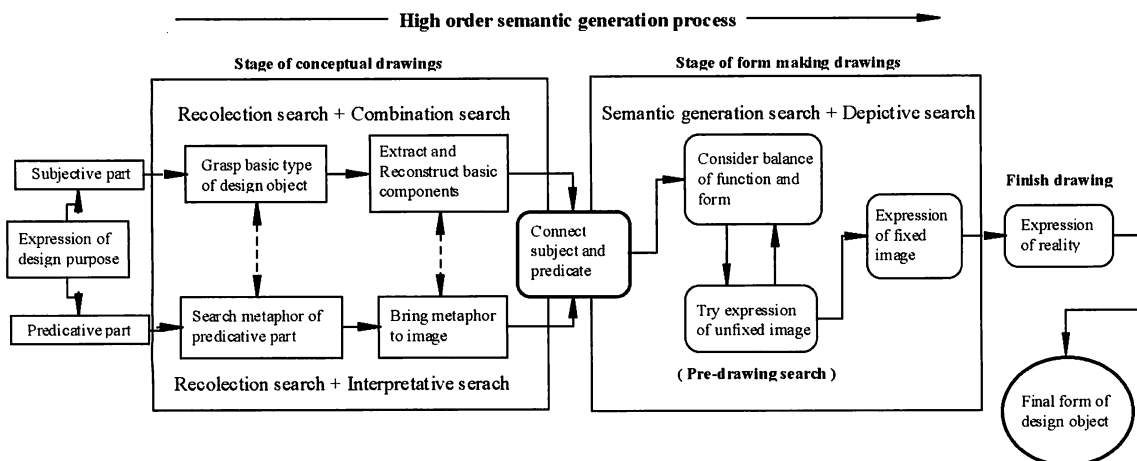 High order semantic generation process
Stage of conceptual drawings
Stage of form making drawings
Recolection search + Combination search
Semantic generation search + Depictive search
Subjective part
Grasp basic type
of design object
Extract and
Reconstruct basic
components
Consider balance
of function and
form
Finish drawing
Expression of
design purpose
Connect
subject and
predicate
Expression
of fixed
image
Expression
of reality
Predicative part
Search metaphor of
predicative part
Bring metaphor
to image
Try expression
of unfixed image
( Pre-drawing search )
Recolection search + Interpretative serach
Final form of
design object